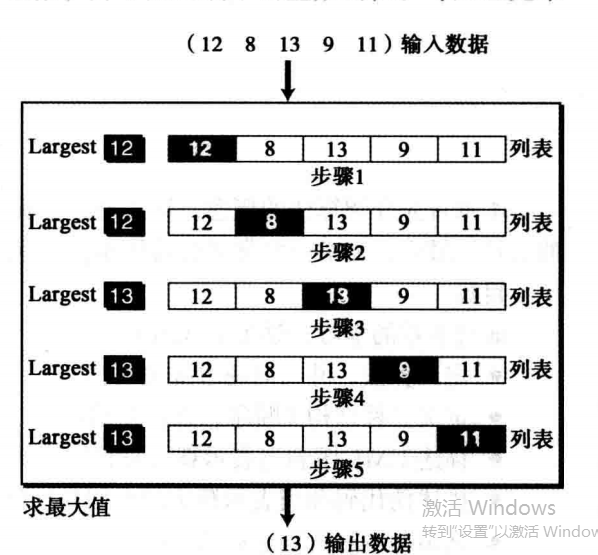 （12 8 13 9 11）输入数据
Largest 12 12 8 13 9 11 列表
步骤1
Largest 12 12 8 13 9 11 列表
步骤2
Largest 13 12 8 13 9 11 列表
步骤3
Largest 13 12 8 13 9 11 列表
步骤4
Largest 13 12 8 13 9 11 列表
步骤5
求最大值
激活 Windows
转到“设置”以激活 Window
（13）输出数据